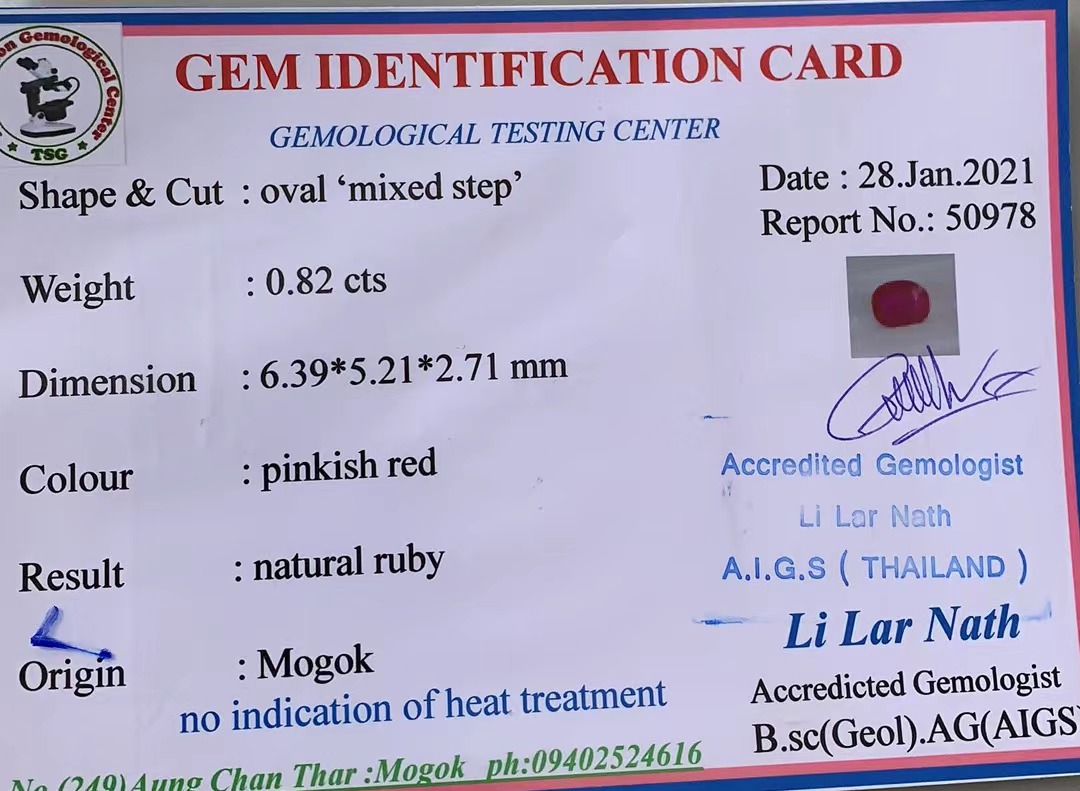 on Gemological Center
TSG
GEM IDENTIFICATION CARD
GEMOLOGICAL TESTING CENTER
Shape & Cut : oval ‘mixed step’
Date : 28.Jan.2021
Report No.: 50978
Weight : 0.82 cts
Dimension : 6.39*5.21*2.71 mm
Colour : pinkish red
Accredited Gemologist
Li Lar Nath
A.I.G.S ( THAILAND )
Result : natural ruby
Li Lar Nath
Origin : Mogok
Accredicted Gemologist
no indication of heat treatment
B.sc(Geol).AG(AIGS)
No.(249) Aung Chan Thar :Mogok ph:09402524616